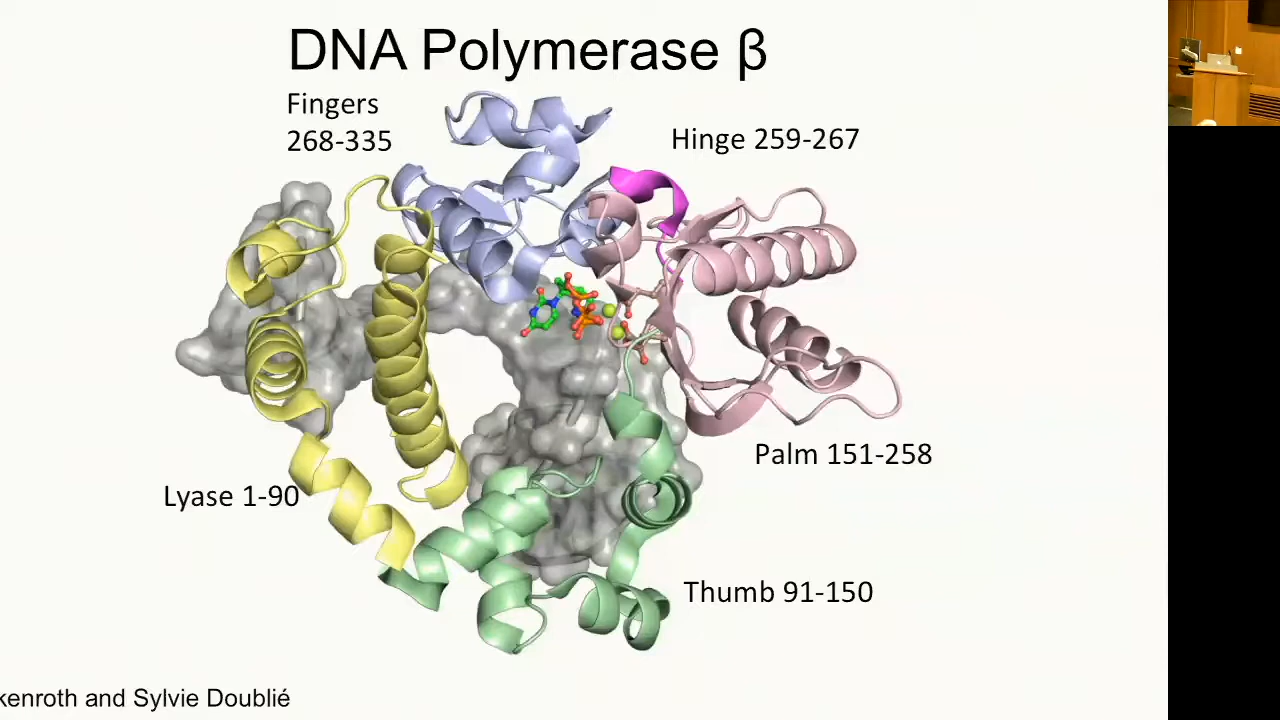 DNA Polymerase β
Fingers
268-335
Hinge 259-267
Palm 151-258
Lyase 1-90
Thumb 91-150
and Sylvie Doublié